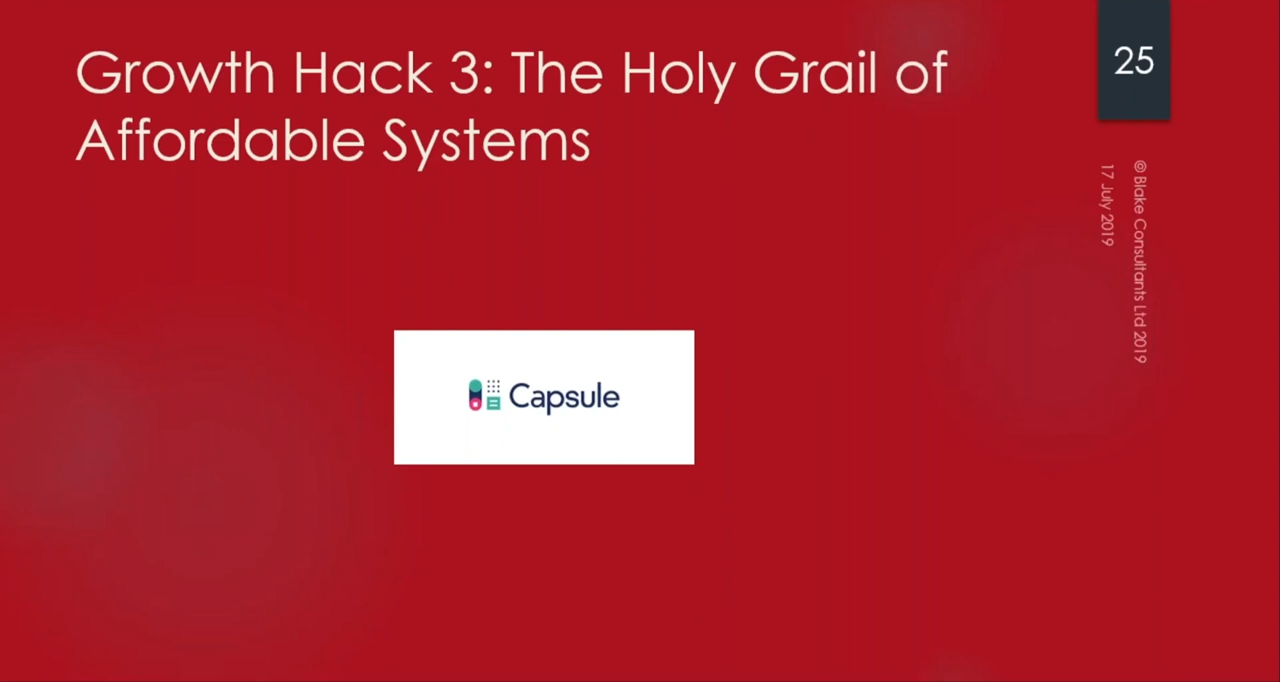 Growth Hack 3: The Holy Grail of
Affordable Systems
25
© Blake Consultants Ltd 2019
17 July 2019
Capsule